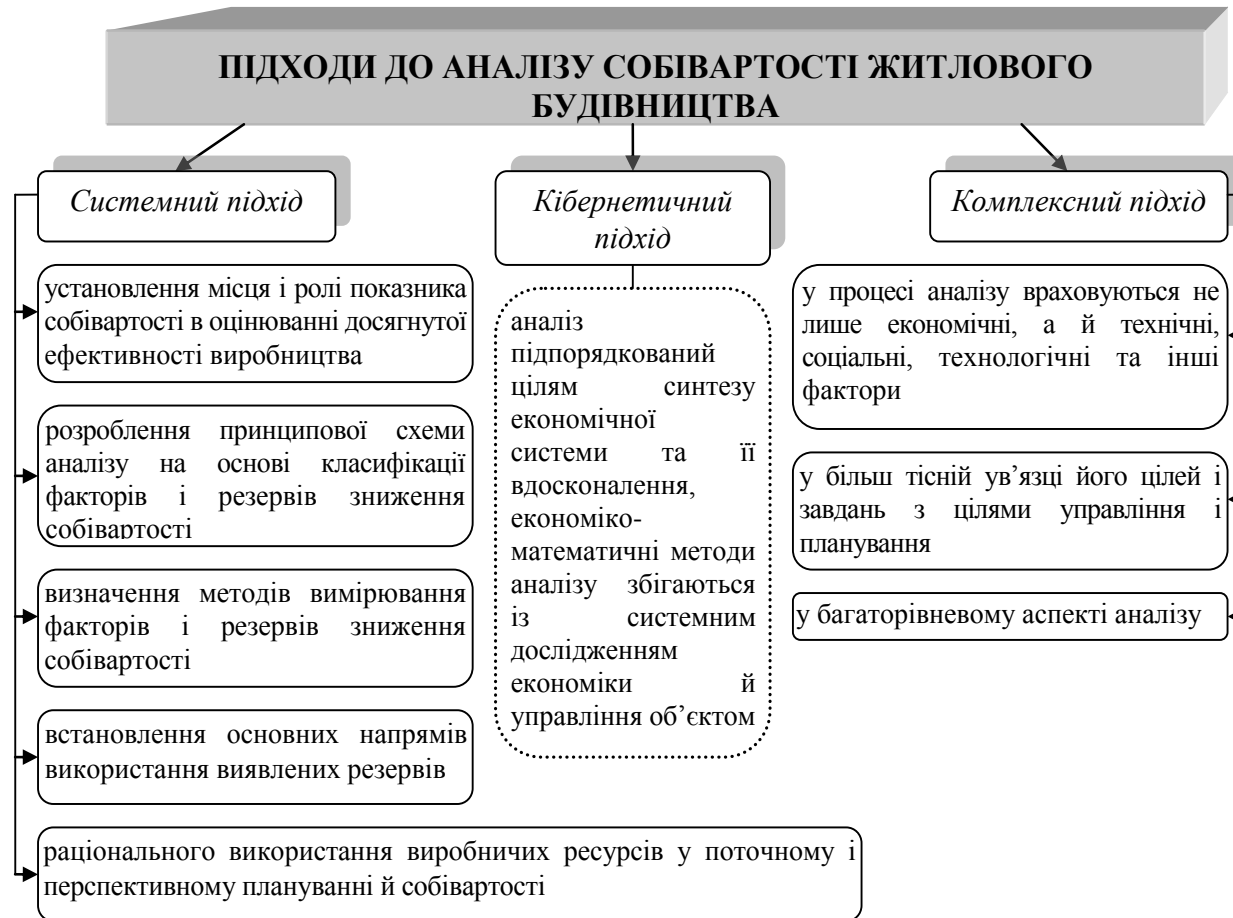 ПІДХОДИ ДО АНАЛІЗУ СОБІВАРТОСТІ ЖИТЛОВОГО
БУДІВНИЦТВА
Системний підхід
установлення місця і ролі показника
собівартості в оцінюванні досягнутої
ефективності виробництва
розроблення принципової схеми
аналізу на основі класифікації
факторів і резервів зниження
собівартості
визначення методів вимірювання
факторів і резервів зниження
собівартості
встановлення основних напрямів
використання виявлених резервів
раціонального використання виробничих ресурсів у поточному і
перспективному плануванні й собівартості
Кібернетичний
підхід
аналіз
підпорядкований
цілям синтезу
економічної
системи та її
вдосконалення,
економіко-
математичні методи
аналізу збігаються
із системним
дослідженням
економіки й
управління об’єктом
Комплексний підхід
у процесі аналізу враховуються не
лише економічні, а й технічні,
соціальні, технологічні та інші
фактори
у більш тісній ув’язці його цілей і
завдань з цілями управління і
планування
у багаторівневому аспекті аналізу